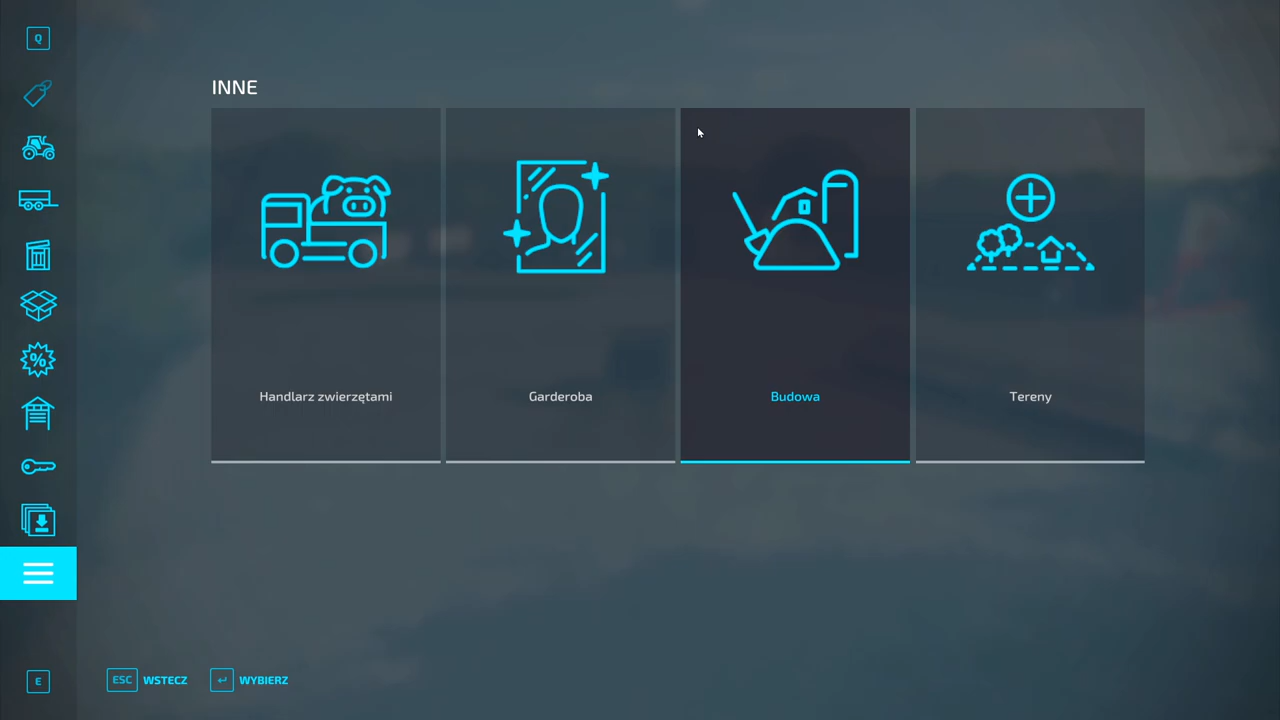 Q
INNE
%
Handlarz zwierzętami
Garderoba
Budowa
Tereny
E
ESC WSTECZ
↩ WYBIERZ